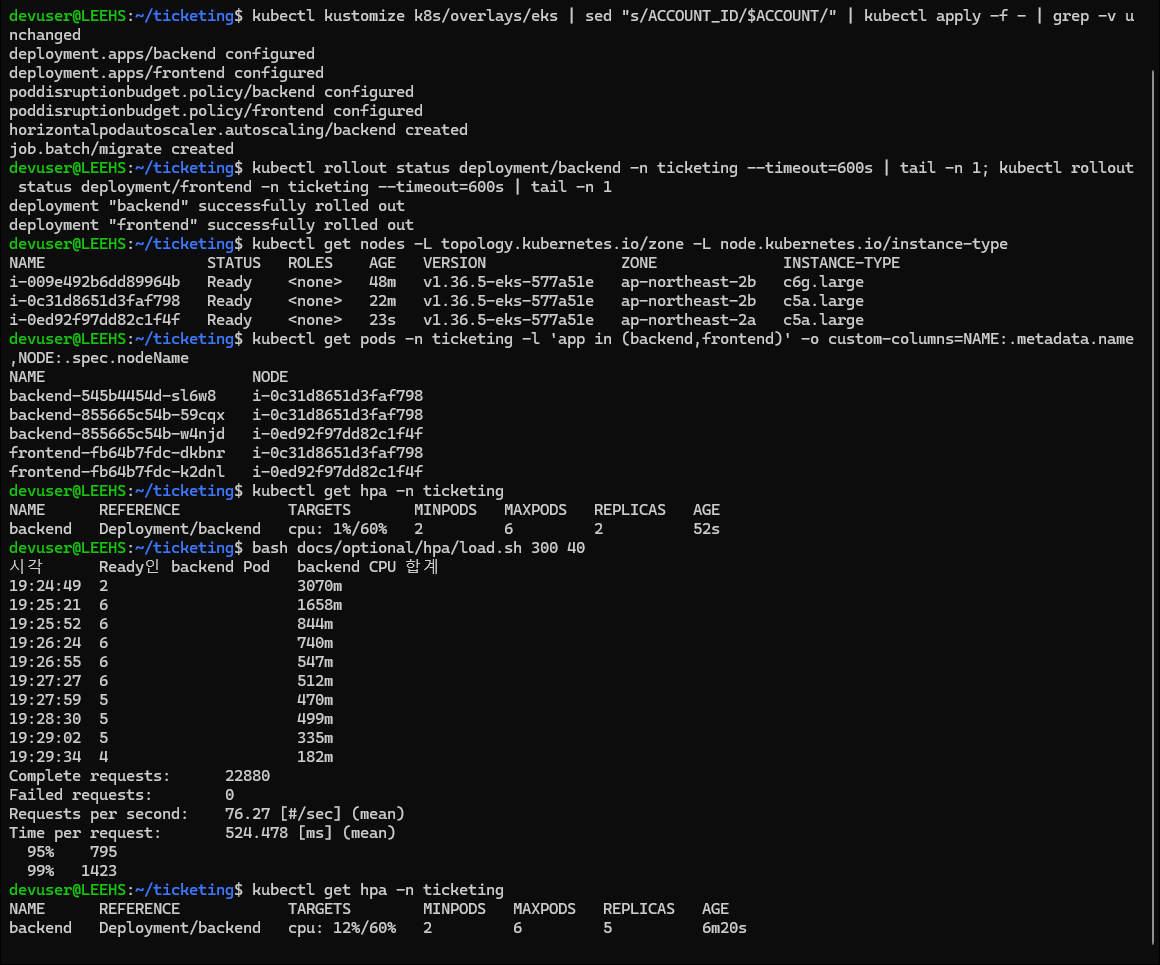 devuser@LEEHS:~/ticketing$ kubectl kustomize k8s/overlays/eks | sed "s/ACCOUNT_ID/$ACCOUNT/" | kubectl apply -f - | grep -v u
nchanged
deployment.apps/backend configured
deployment.apps/frontend configured
poddisruptionbudget.policy/backend configured
poddisruptionbudget.policy/frontend configured
horizontalpodautoscaler.autoscaling/backend created
job.batch/migrate created
devuser@LEEHS:~/ticketing$ kubectl rollout status deployment/backend -n ticketing --timeout=600s | tail -n 1; kubectl rollout
 status deployment/frontend -n ticketing --timeout=600s | tail -n 1
deployment "backend" successfully rolled out
deployment "frontend" successfully rolled out
devuser@LEEHS:~/ticketing$ kubectl get nodes -L topology.kubernetes.io/zone -L node.kubernetes.io/instance-type
NAME                  STATUS   ROLES    AGE   VERSION               ZONE              INSTANCE-TYPE
i-009e492b6dd89964b   Ready    <none>   48m   v1.36.5-eks-577a51e   ap-northeast-2b   c6g.large
i-0c31d8651d3faf798   Ready    <none>   22m   v1.36.5-eks-577a51e   ap-northeast-2b   c5a.large
i-0ed92f97dd82c1f4f   Ready    <none>   23s   v1.36.5-eks-577a51e   ap-northeast-2a   c5a.large
devuser@LEEHS:~/ticketing$ kubectl get pods -n ticketing -l 'app in (backend,frontend)' -o custom-columns=NAME:.metadata.name
,NODE:.spec.nodeName
NAME                       NODE
backend-545b4454d-sl6w8    i-0c31d8651d3faf798
backend-855665c54b-59cqx   i-0c31d8651d3faf798
backend-855665c54b-w4njd   i-0ed92f97dd82c1f4f
frontend-fb64b7fdc-dkbnr   i-0c31d8651d3faf798
frontend-fb64b7fdc-k2dnl   i-0ed92f97dd82c1f4f
devuser@LEEHS:~/ticketing$ kubectl get hpa -n ticketing
NAME      REFERENCE            TARGETS       MINPODS   MAXPODS   REPLICAS   AGE
backend   Deployment/backend   cpu: 1%/60%   2         6         2          52s
devuser@LEEHS:~/ticketing$ bash docs/optional/hpa/load.sh 300 40
시각      Ready인 backend Pod   backend CPU 합계
19:24:49  2                     3070m
19:25:21  6                     1658m
19:25:52  6                     844m
19:26:24  6                     740m
19:26:55  6                     547m
19:27:27  6                     512m
19:27:59  5                     470m
19:28:30  5                     499m
19:29:02  5                     335m
19:29:34  4                     182m
Complete requests:      22880
Failed requests:        0
Requests per second:    76.27 [#/sec] (mean)
Time per request:       524.478 [ms] (mean)
  95%    795
  99%   1423
devuser@LEEHS:~/ticketing$ kubectl get hpa -n ticketing
NAME      REFERENCE            TARGETS        MINPODS   MAXPODS   REPLICAS   AGE
backend   Deployment/backend   cpu: 12%/60%   2         6         5          6m20s